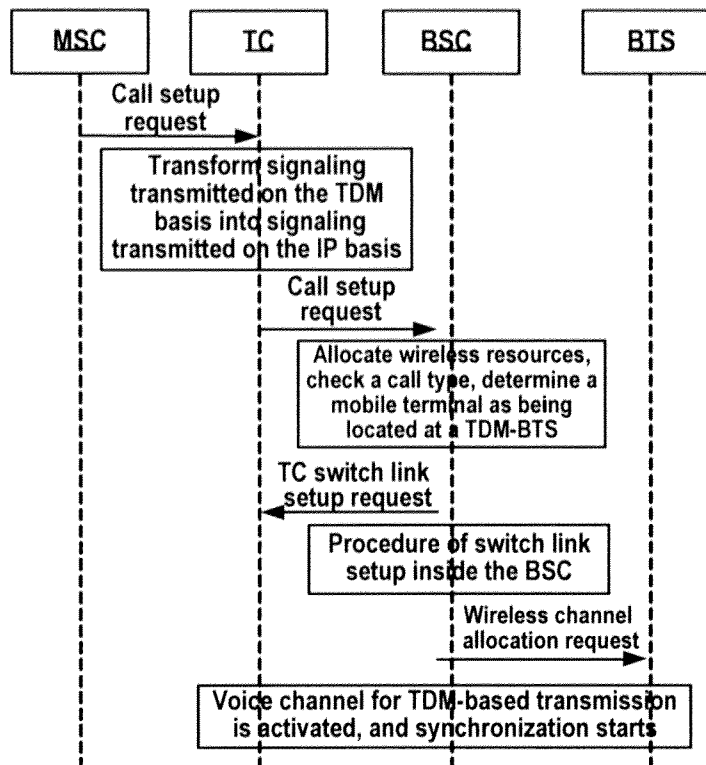 MSC
TC
BSC
BTS
Call setup
request
Transform signaling
transmitted on the TDM
basis into signaling
transmitted on the IP basis
Call setup
request
Allocate wireless resources,
check a call type, determine a
mobile terminal as being
located at a TDM-BTS
TC switch link
setup request
Procedure of switch link
setup inside the BSC
Wireless channel
allocation request
Voice channel for TDM-based transmission
is activated, and synchronization starts